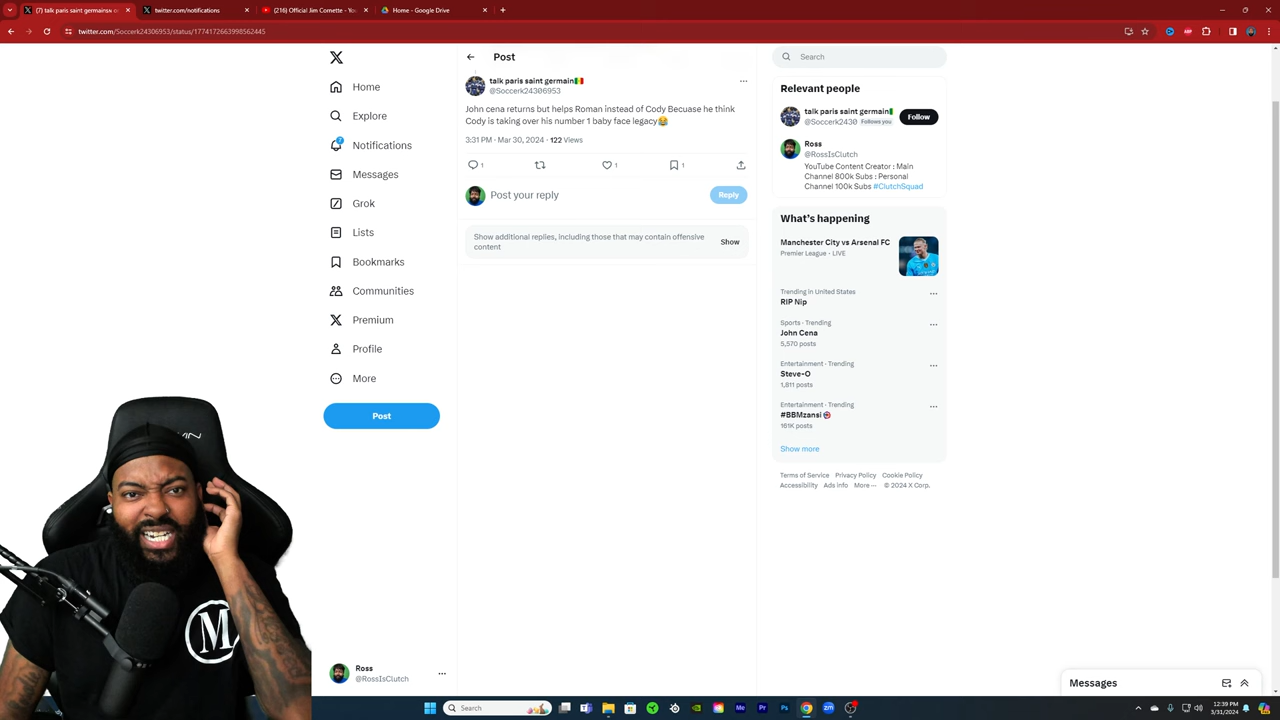 (7) talk paris saint germain
twitter.com/notifications
(216) Official Jim Cornette - Yo
Home - Google Drive
twitter.com/Soccerk24306953/status/1774172663998562445
Home
Explore
7
Notifications
Messages
Grok
Lists
Bookmarks
Communities
Premium
Profile
More
Post
Ross
@RossIsClutch
Post
talk paris saint germain🇸🇳
@Soccerk24306953
John cena returns but helps Roman instead of Cody Becuase he think
Cody is taking over his number 1 baby face legacy😂
3:31 PM · Mar 30, 2024 · 122 Views
1
1
1
Post your reply
Reply
Show additional replies, including those that may contain offensive
content
Show
Search
Relevant people
talk paris saint germain
@Soccerk2430 Follows you
Follow
Ross
@RossIsClutch
YouTube Content Creator : Main
Channel 800k Subs : Personal
Channel 100k Subs #ClutchSquad
What's happening
Manchester City vs Arsenal FC
Premier League · LIVE
Trending in United States
RIP Nip
Sports · Trending
John Cena
5,570 posts
Entertainment · Trending
Steve-O
1,811 posts
Entertainment · Trending
#BBMzansi
161K posts
Show more
Terms of Service Privacy Policy Cookie Policy
Accessibility Ads info More ··· © 2024 X Corp.
Messages
M
Search
Me
Pr
Ps
zm
12:39 PM
3/31/2024